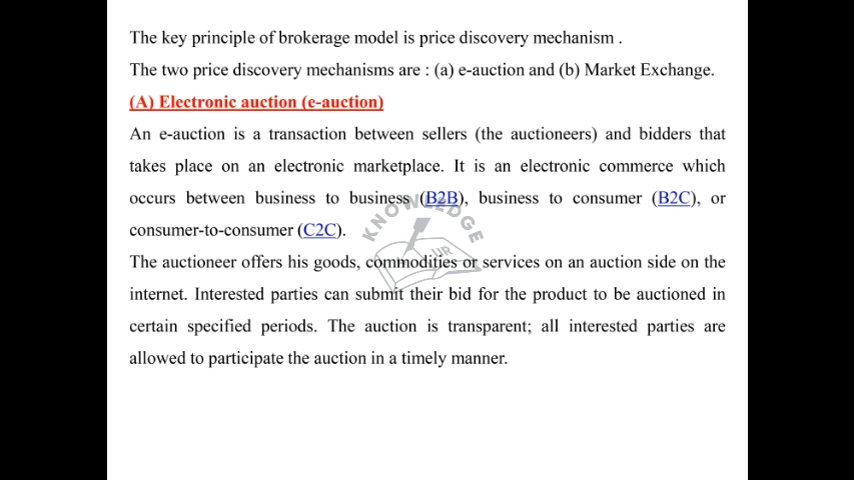 The key principle of brokerage model is price discovery mechanism .
The two price discovery mechanisms are : (a) e-auction and (b) Market Exchange.
(A) Electronic auction (e-auction)
An e-auction is a transaction between sellers (the auctioneers) and bidders that
takes place on an electronic marketplace. It is an electronic commerce which
occurs between business to business (B2B), business to consumer (B2C), or
consumer-to-consumer (C2C).
The auctioneer offers his goods, commodities or services on an auction side on the
internet. Interested parties can submit their bid for the product to be auctioned in
certain specified periods. The auction is transparent; all interested parties are
allowed to participate the auction in a timely manner.
KNOWLEDGE
UR